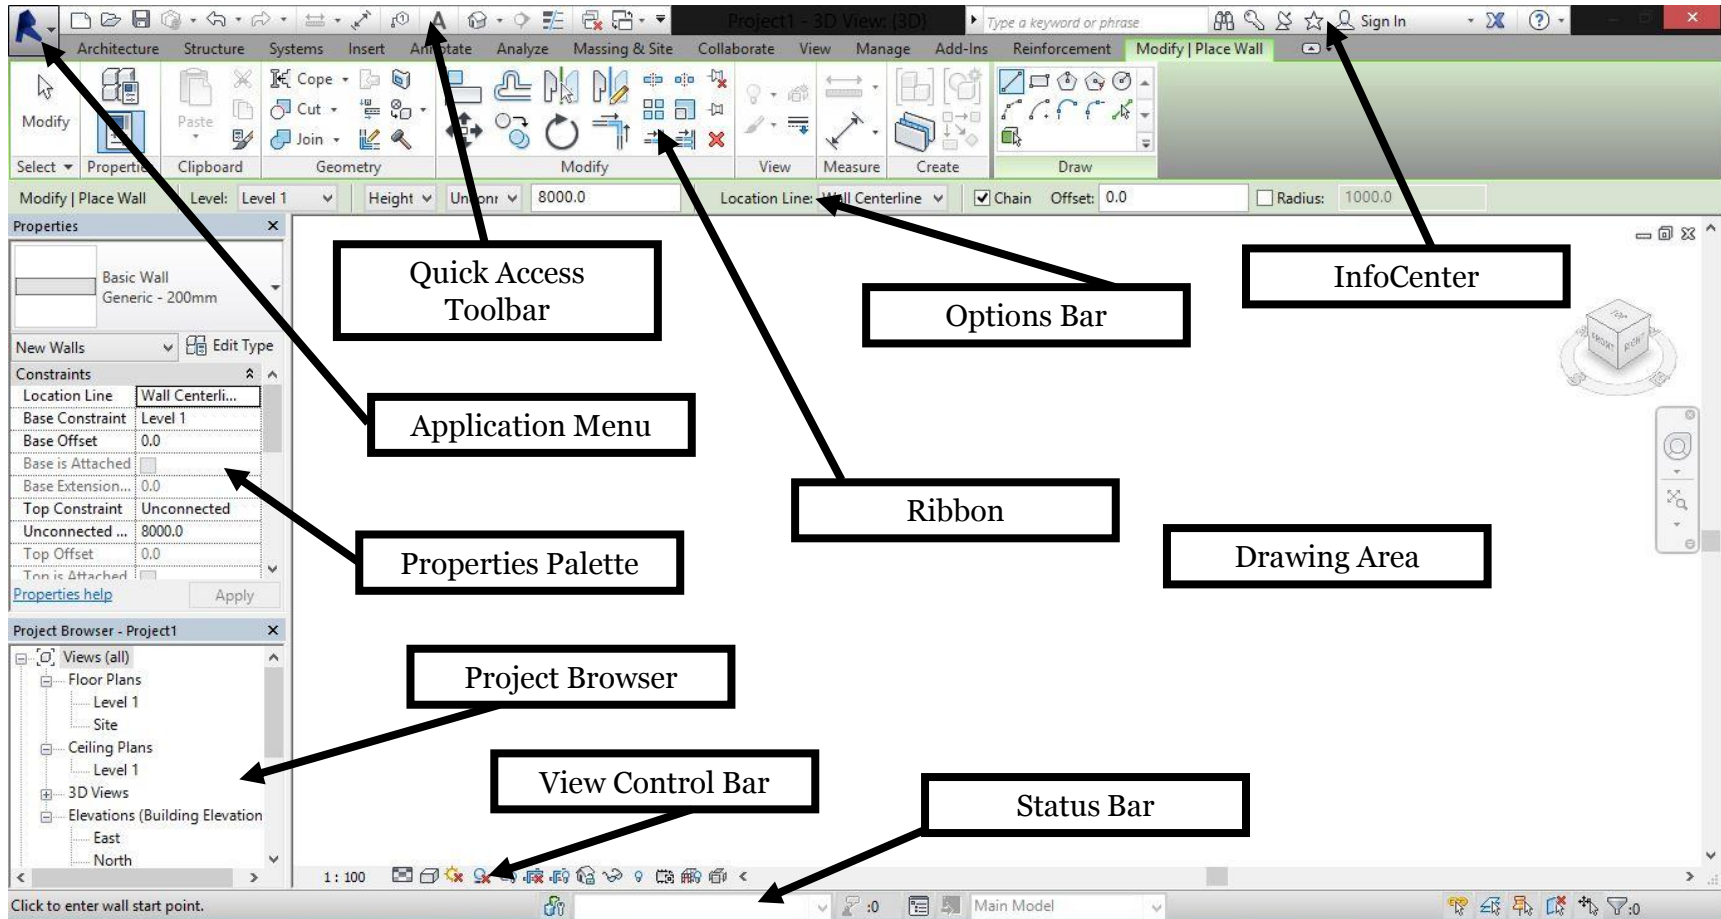 Project1 - 3D View: {3D}
Type a keyword or phrase
Sign In
Architecture Structure Systems Insert Annotate Analyze Massing & Site Collaborate View Manage Add-Ins Reinforcement Modify | Place Wall
Cope
Cut
Join
Modify
Paste
Select Properties Clipboard Geometry Modify View Measure Create Draw
Modify | Place Wall Level: Level 1 Height Unconr 8000.0 Location Line: Wall Centerline Chain Offset: 0.0 Radius: 1000.0
Properties
Basic Wall
Generic - 200mm
New Walls Edit Type
Constraints
Location Line Wall Centerli...
Base Constraint Level 1
Base Offset 0.0
Base is Attached
Base Extension... 0.0
Top Constraint Unconnected
Unconnected ... 8000.0
Top Offset 0.0
Top is Attached
Properties help Apply
Project Browser - Project1
Views (all)
Floor Plans
Level 1
Site
Ceiling Plans
Level 1
3D Views
Elevations (Building Elevation
East
North
Quick Access
Toolbar
Options Bar
InfoCenter
TOP
FRONT RIGHT
Application Menu
Ribbon
Properties Palette
Drawing Area
Project Browser
View Control Bar
Status Bar
1 : 100
Click to enter wall start point.
:0
Main Model
:0